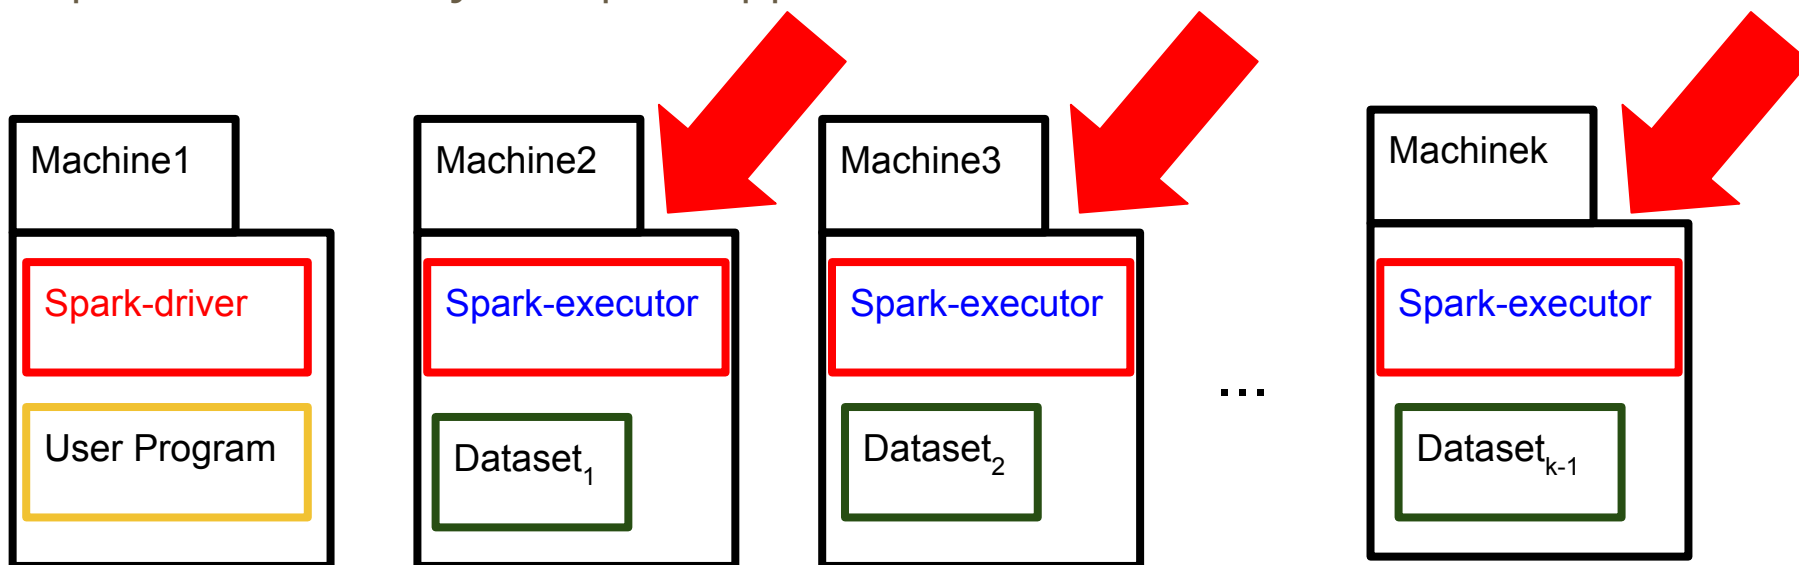 Machine1
Machine2
Machine3
Machinek
Spark-driver
Spark-executor
Spark-executor
Spark-executor
...
User Program
Dataset1
Dataset2
Datasetk-1